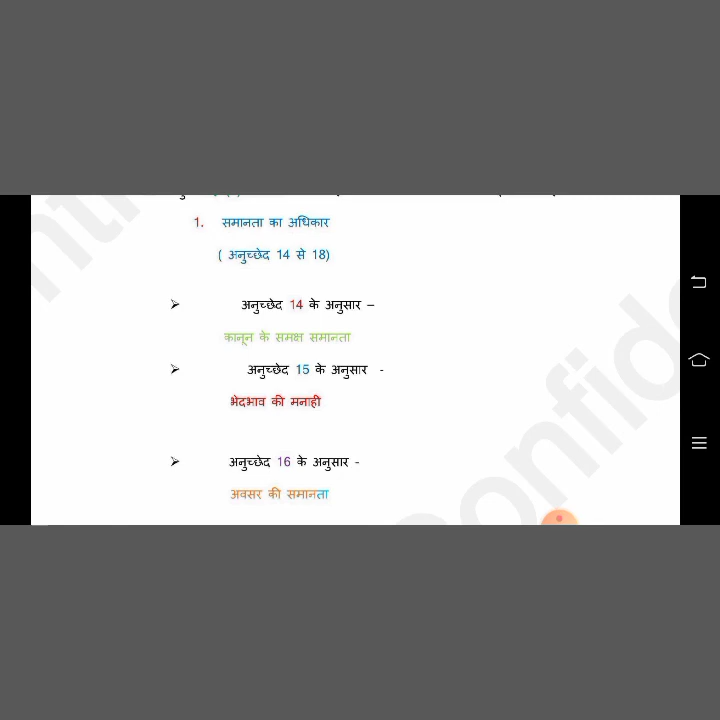 1. समानता का अधिकार
( अनुच्छेद 14 से 18)
➢ अनुच्छेद 14 के अनुसार –
कानून के समक्ष समानता
➢ अनुच्छेद 15 के अनुसार -
भेदभाव की मनाही
➢ अनुच्छेद 16 के अनुसार -
अवसर की समानता